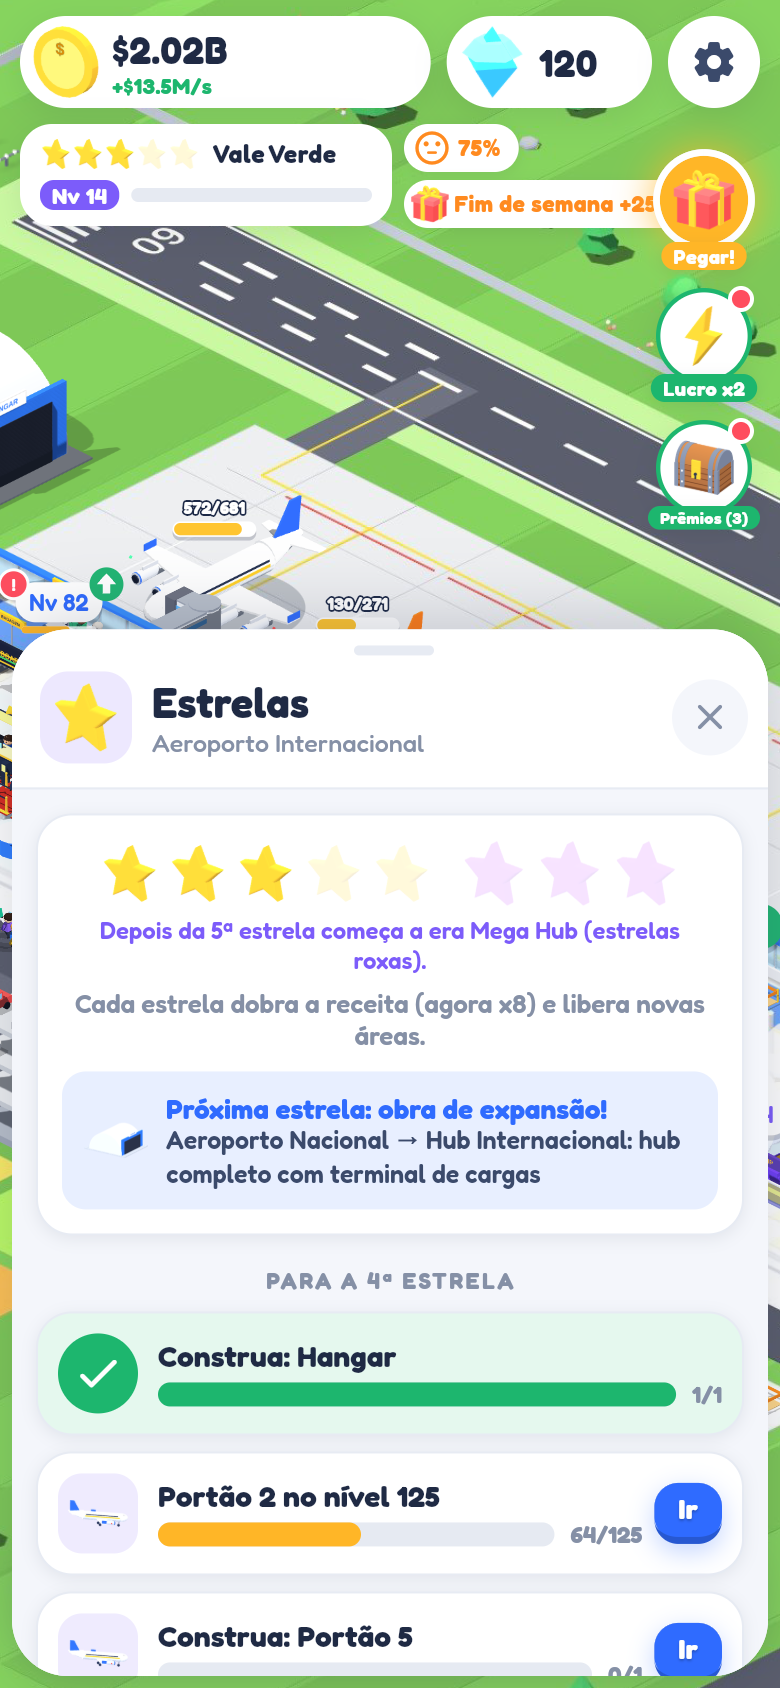 $2.02B
+$13.5M/s
120
Vale Verde
Nv 14
75%
Fim de semana +25
Pegar!
09
Lucro x2
Prêmios (3)
572/681
130/271
Nv 82
Estrelas
Aeroporto Internacional
Depois da 5ª estrela começa a era Mega Hub (estrelas
roxas).
Cada estrela dobra a receita (agora x8) e libera novas
áreas.
Próxima estrela: obra de expansão!
Aeroporto Nacional → Hub Internacional: hub
completo com terminal de cargas
PARA A 4ª ESTRELA
Construa: Hangar
1/1
Portão 2 no nível 125
64/125
Ir
Construa: Portão 5
0/1
Ir